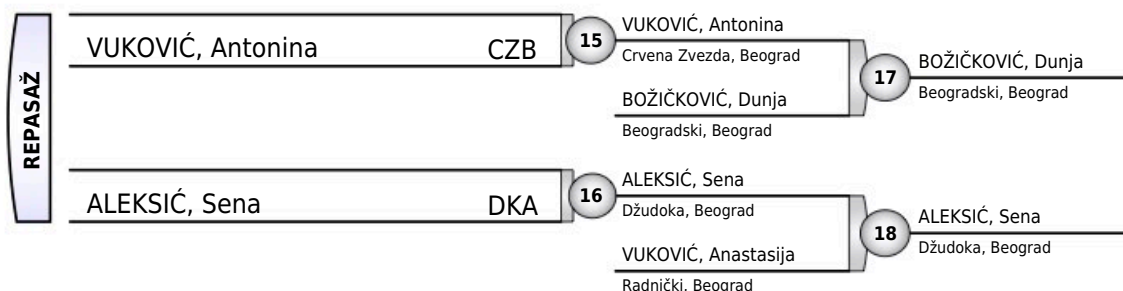 REPASAŽ
VUKOVIĆ, Antonina CZB
15
VUKOVIĆ, Antonina
Crvena Zvezda, Beograd
BOŽIČKOVIĆ, Dunja
Beogradski, Beograd
17
BOŽIČKOVIĆ, Dunja
Beogradski, Beograd
ALEKSIĆ, Sena DKA
16
ALEKSIĆ, Sena
Džudoka, Beograd
VUKOVIĆ, Anastasija
Radnički, Beograd
18
ALEKSIĆ, Sena
Džudoka, Beograd